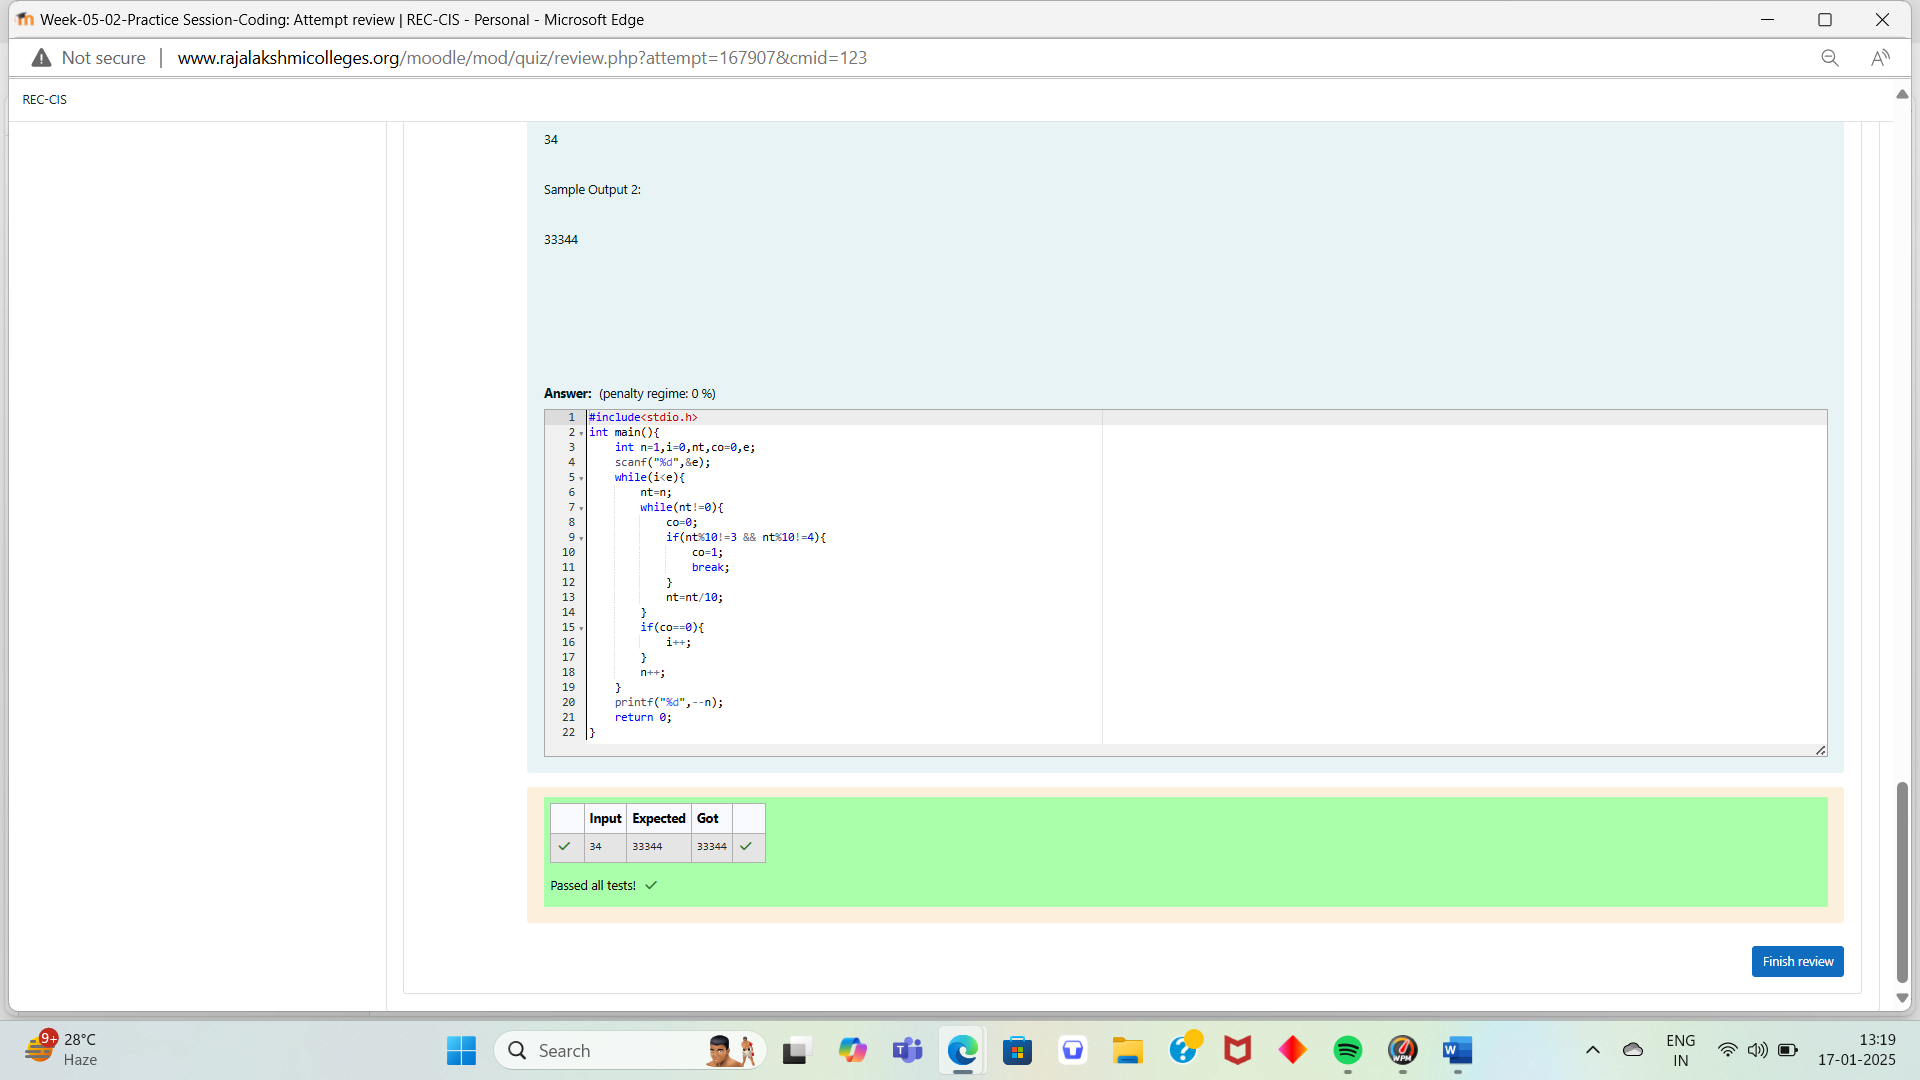 Week-05-02-Practice Session-Coding: Attempt review | REC-CIS - Personal - Microsoft Edge
Not secure | www.rajalakshmicolleges.org/moodle/mod/quiz/review.php?attempt=167907&cmid=123
REC-CIS
34
Sample Output 2:
33344
Answer: (penalty regime: 0 %)
1 #include<stdio.h>
2 int main(){
3 int n=1,i=0,nt,co=0,e;
4 scanf("%d",&e);
5 while(i<e){
6 nt=n;
7 while(nt!=0){
8 co=0;
9 if(nt%10!=3 && nt%10!=4){
10 co=1;
11 break;
12 }
13 nt=nt/10;
14 }
15 if(co==0){
16 i++;
17 }
18 n++;
19 }
20 printf("%d",--n);
21 return 0;
22 }
Input Expected Got
34 33344 33344
Passed all tests!
Finish review
9+ 28°C
Haze
Search
WPM
W
ENG
IN
13:19
17-01-2025